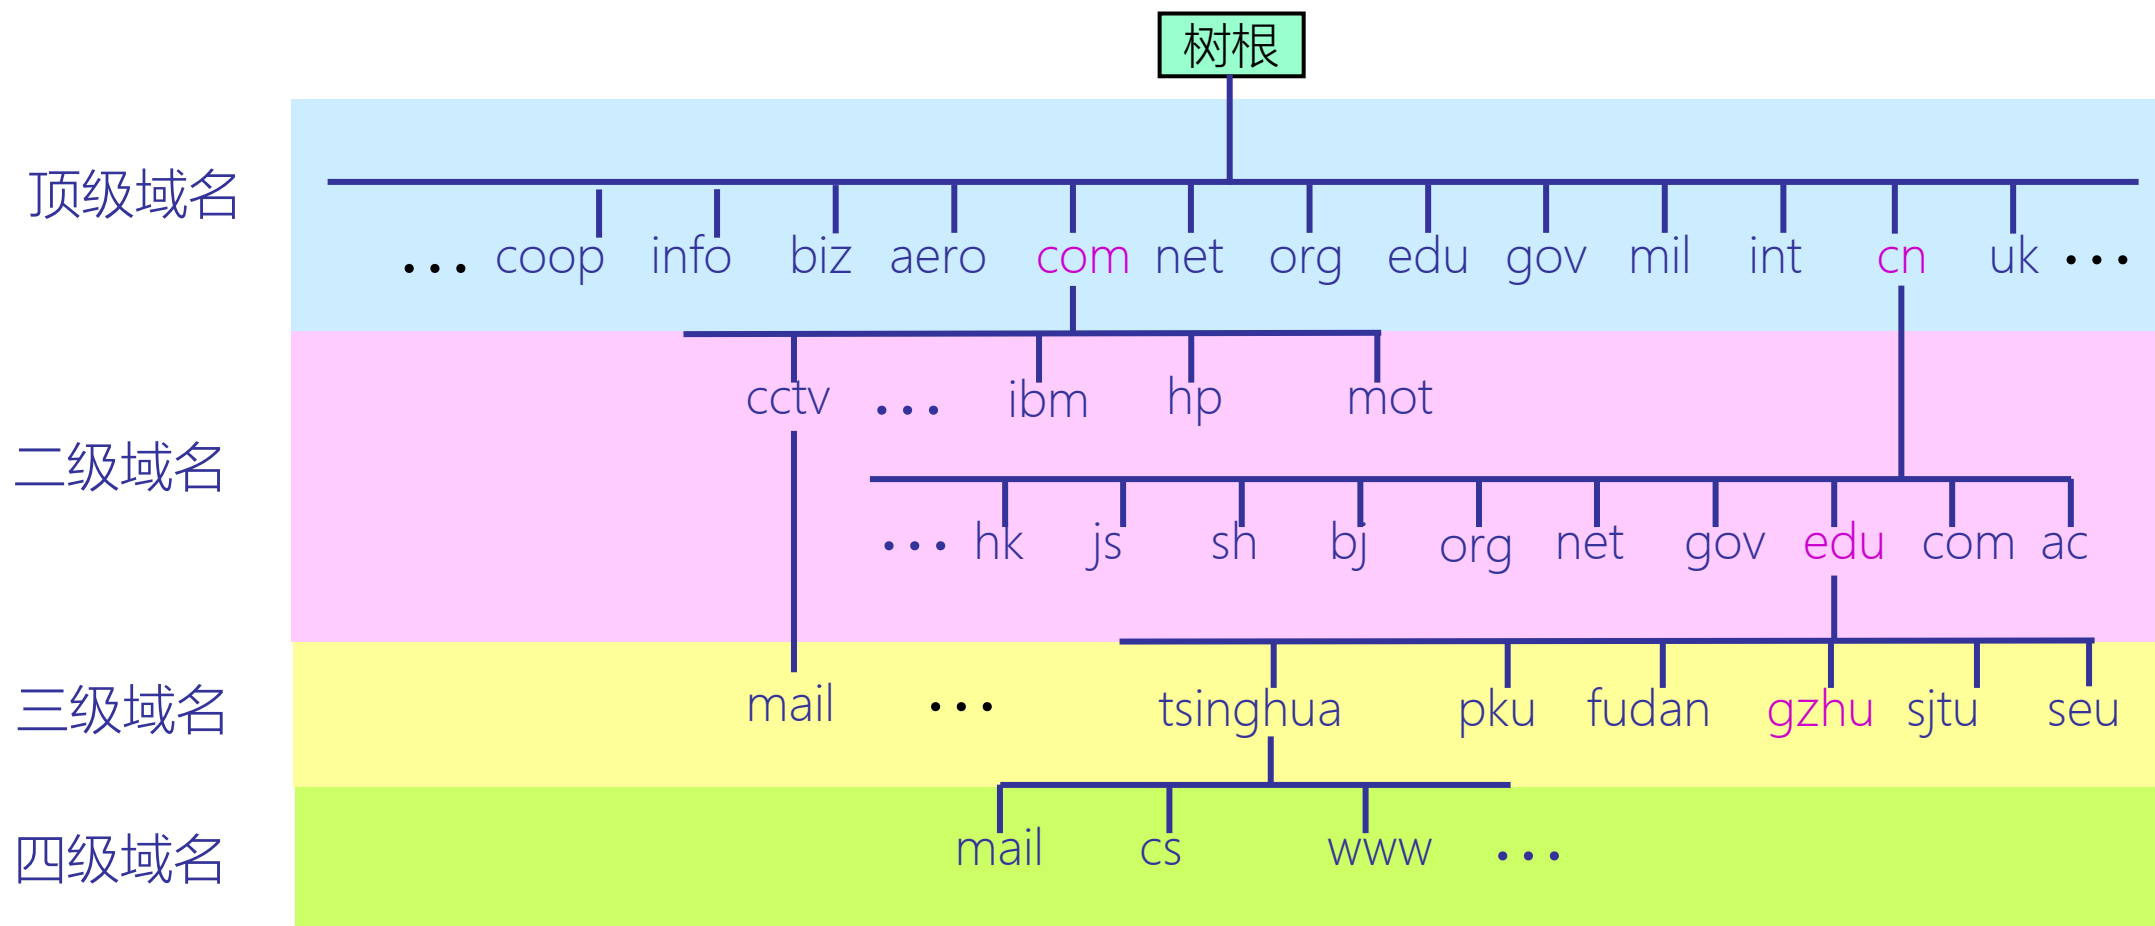 树根
顶级域名
… coop info biz aero com net org edu gov mil int cn uk …
cctv … ibm hp mot
二级域名
… hk js sh bj org net gov edu com ac
三级域名
mail … tsinghua pku fudan gzhu sjtu seu
四级域名
mail cs www …